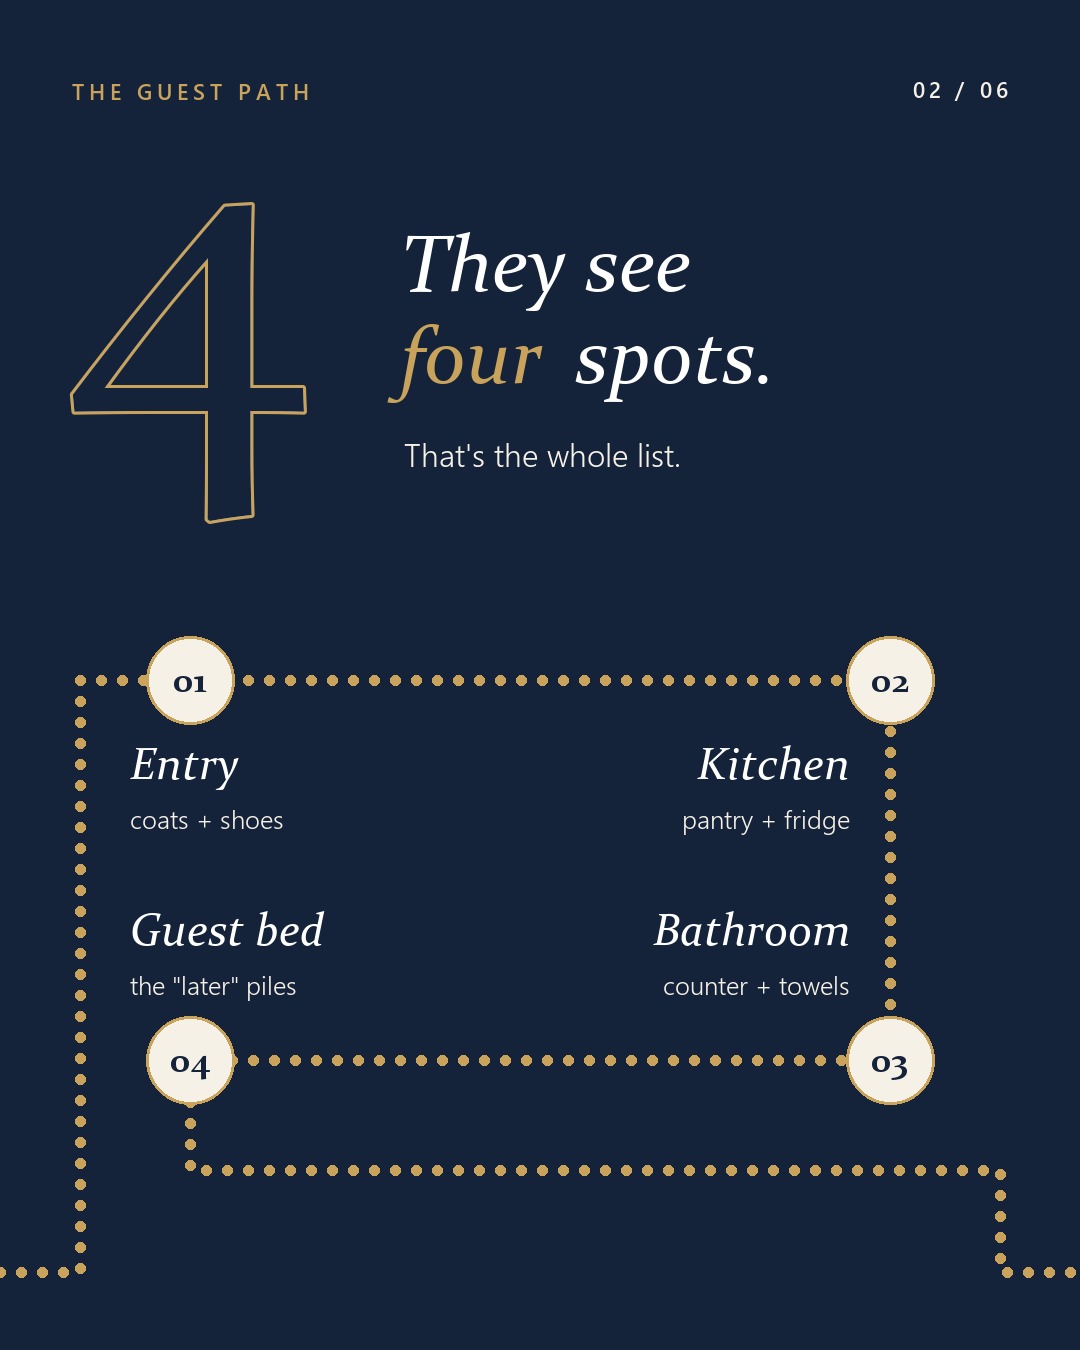 THE GUEST PATH
02 / 06
4
They see
four spots.
That's the whole list.
01
02
Entry
coats + shoes
Kitchen
pantry + fridge
Guest bed
the "later" piles
Bathroom
counter + towels
04
03